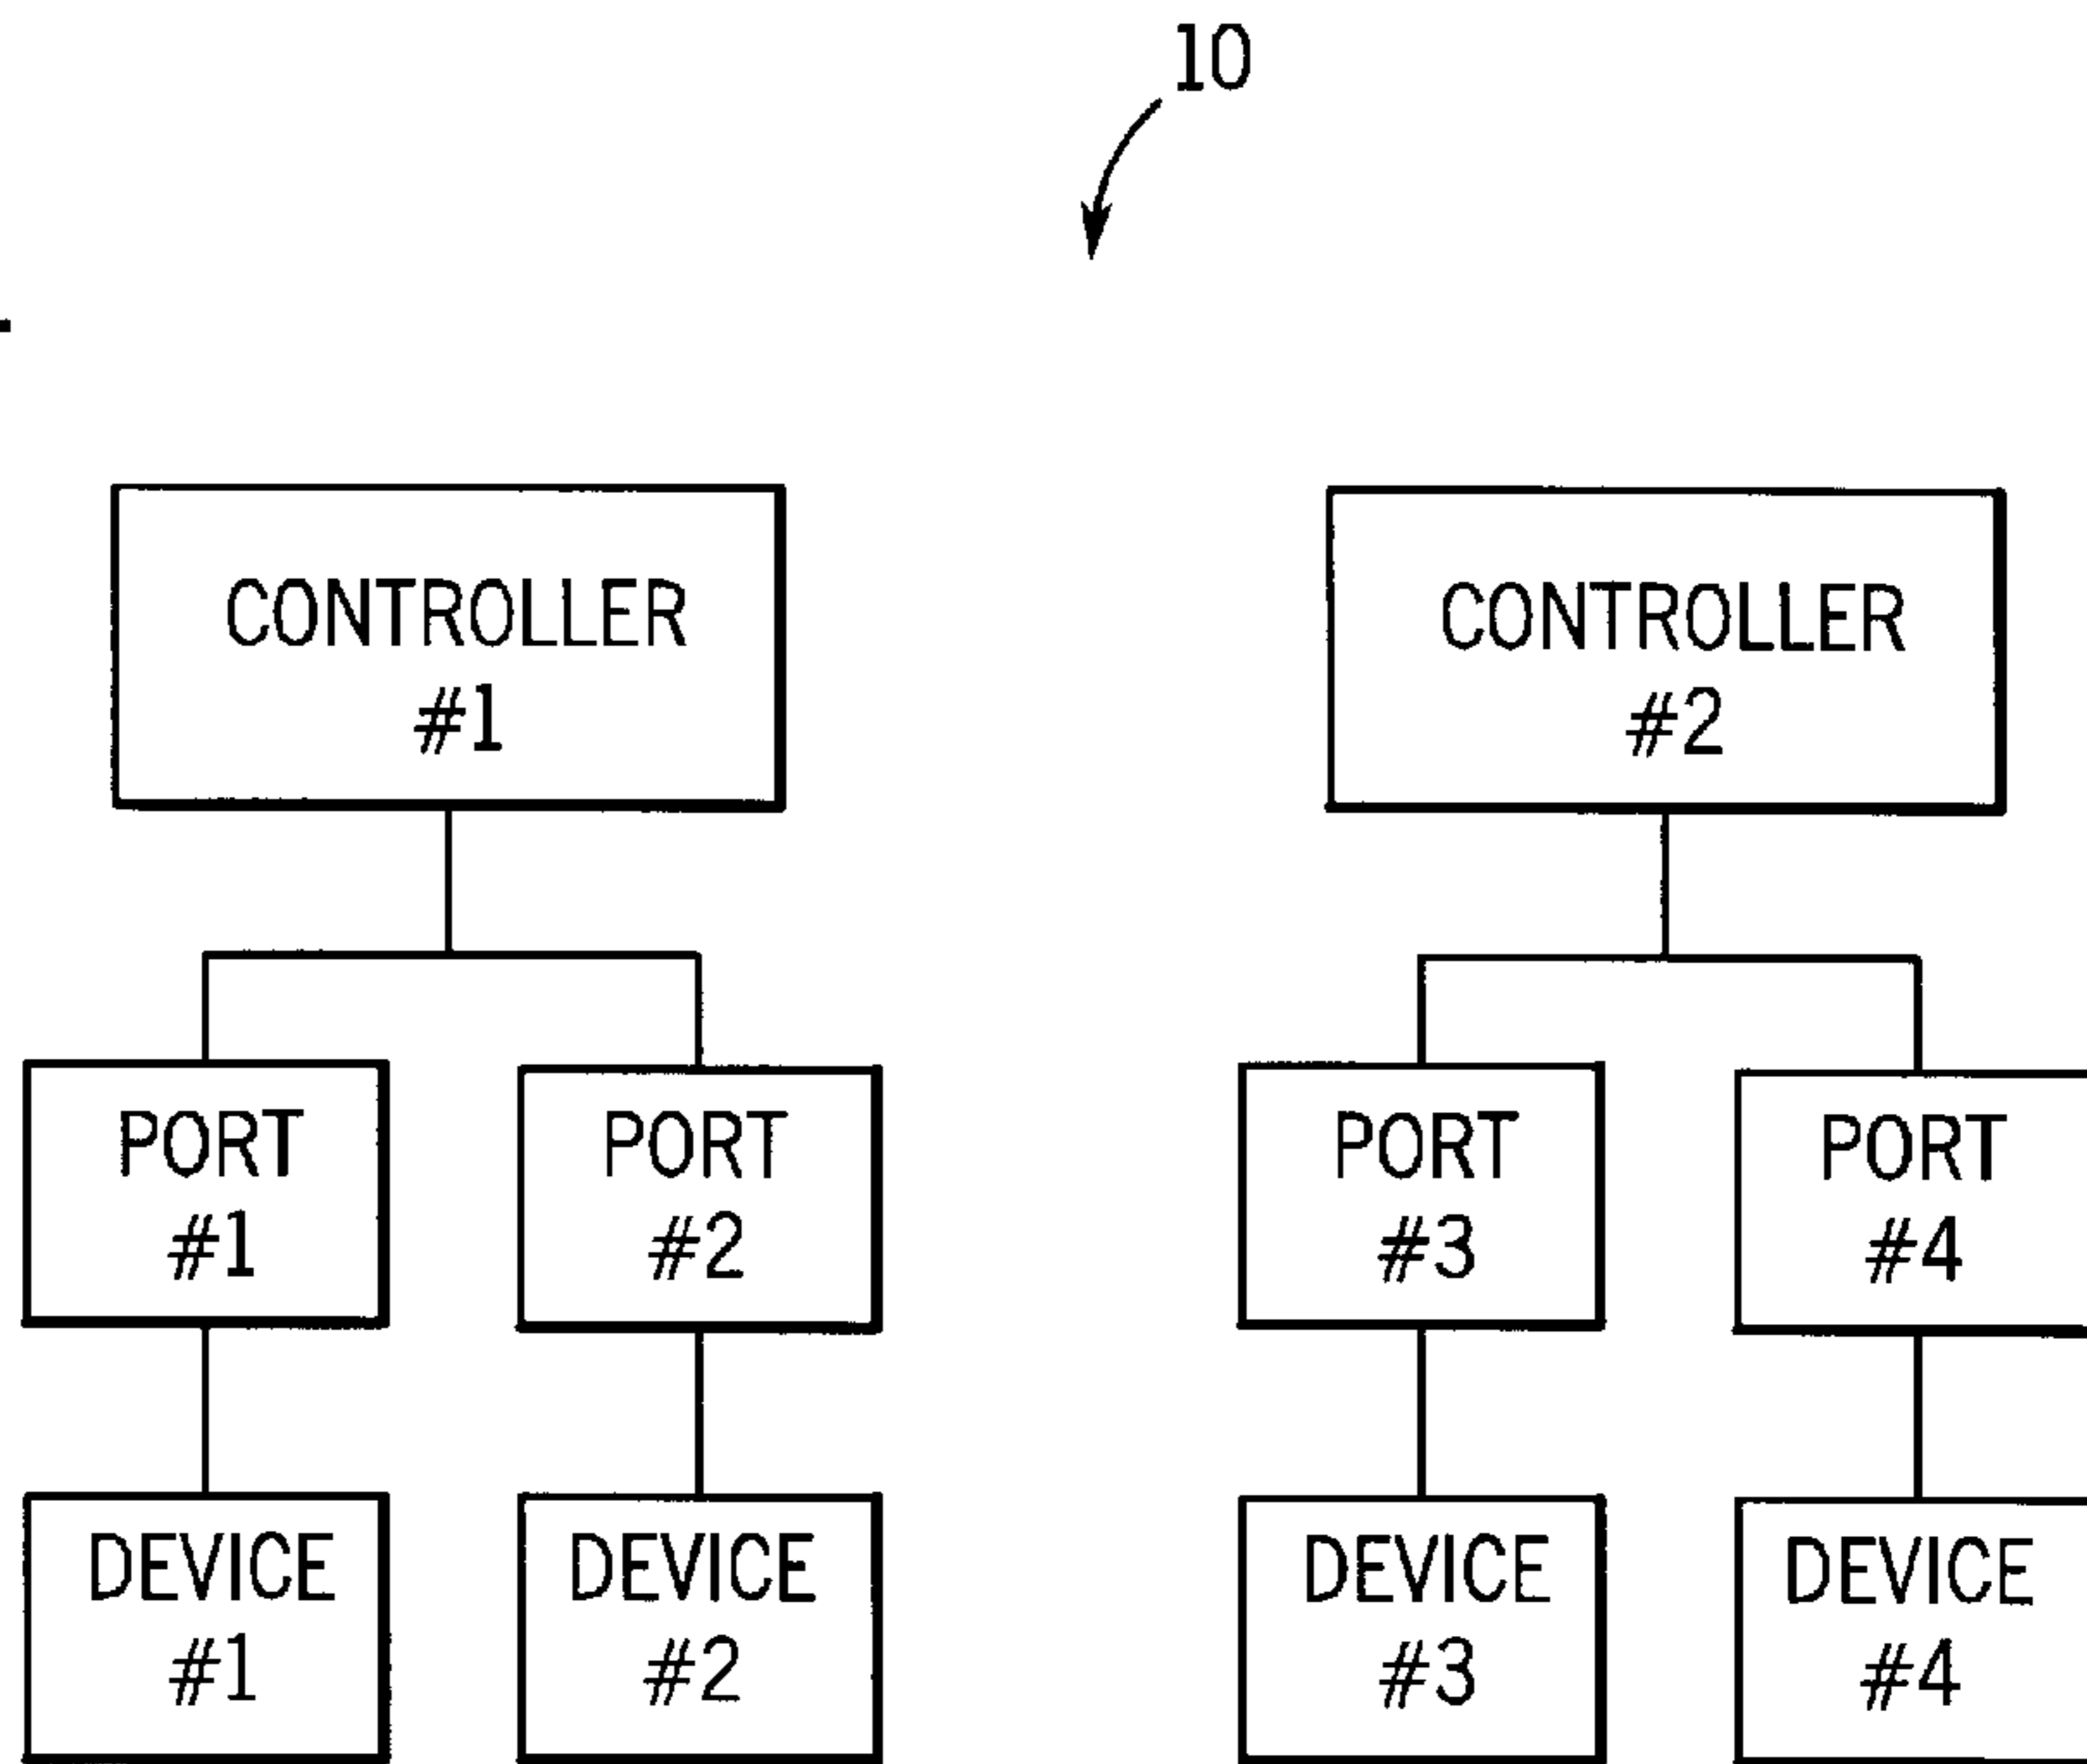 10
CONTROLLER
#1
CONTROLLER
#2
PORT
#1
PORT
#2
PORT
#3
PORT
#4
DEVICE
#1
DEVICE
#2
DEVICE
#3
DEVICE
#4